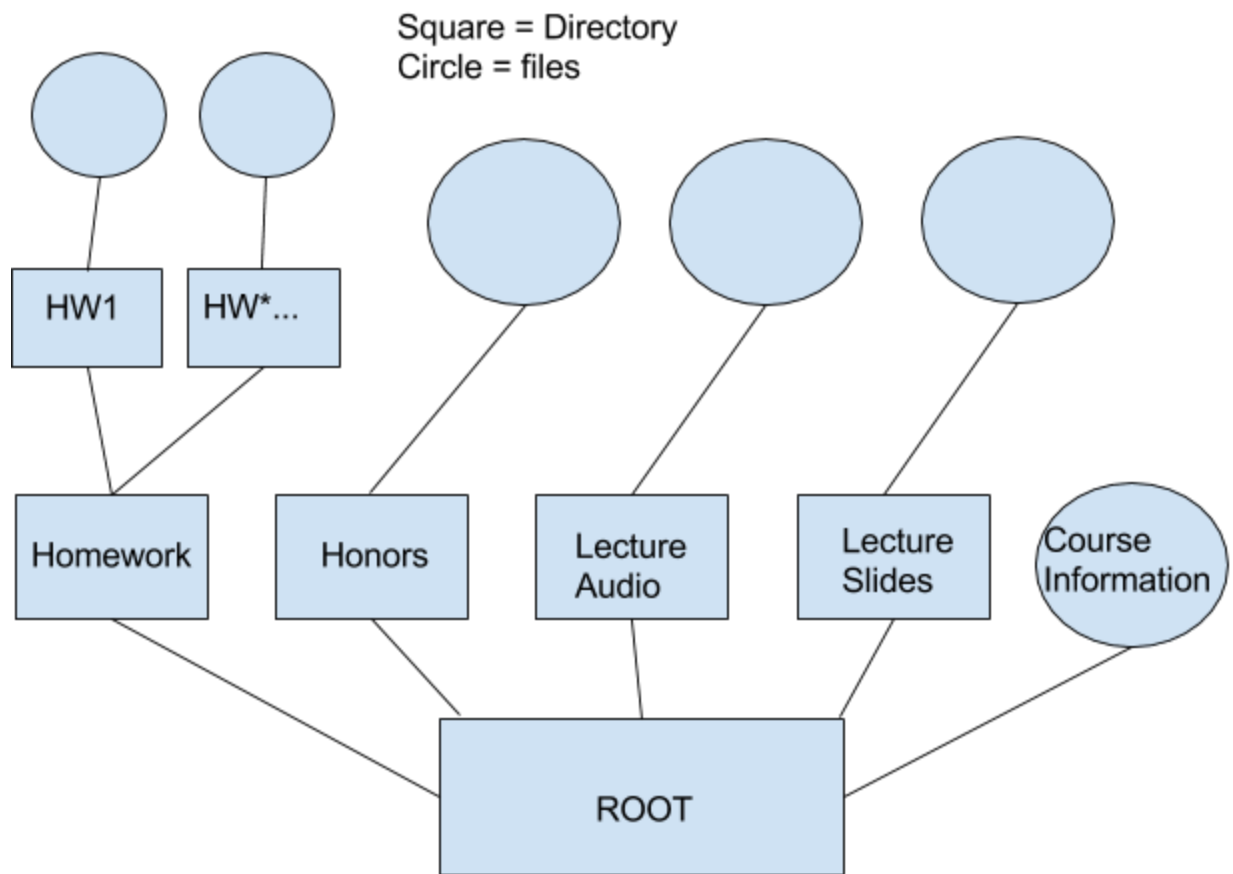 Square = Directory
Circle = files
HW1
HW*...
Homework
Honors
Lecture
Audio
Lecture
Slides
Course
Information
ROOT